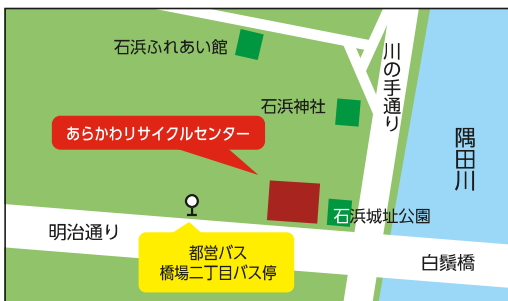 石浜ふれあい館
川の手通り
石浜神社
あらかわリサイクルセンター
隅田川
石浜城址公園
明治通り
都営バス
橋場二丁目バス停
白鬚橋